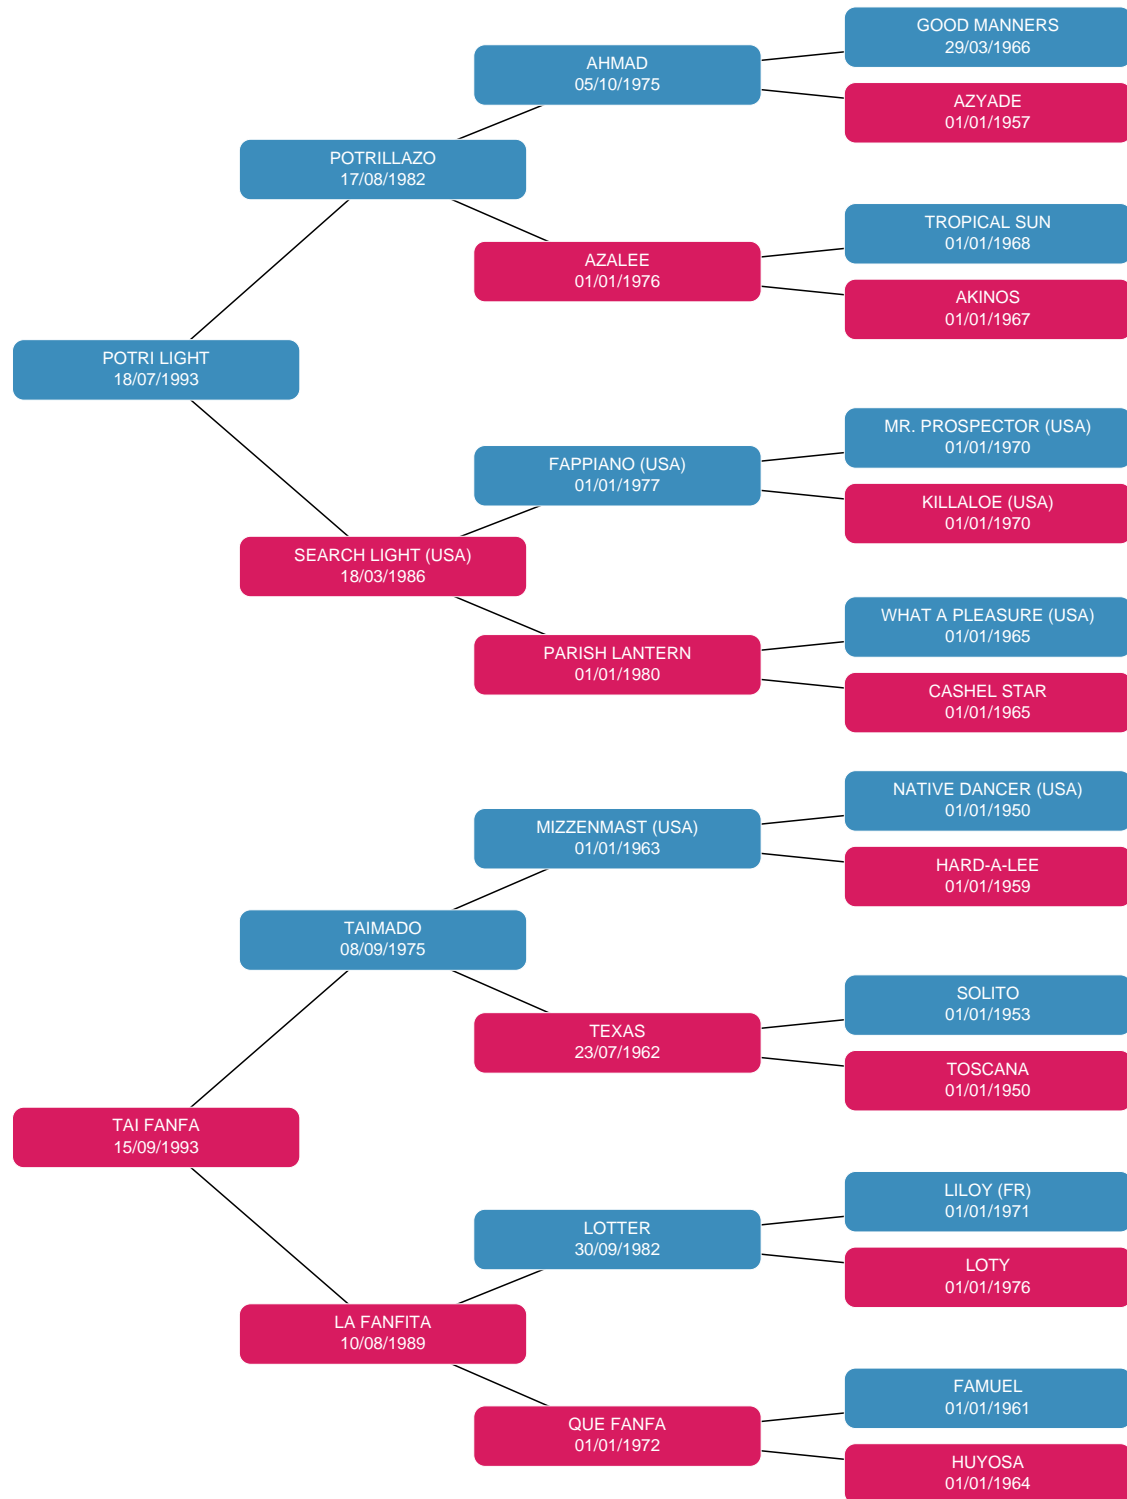 GOOD MANNERS
29/03/1966
AHMAD
05/10/1975
AZYADE
01/01/1957
POTRILLAZO
17/08/1982
TROPICAL SUN
01/01/1968
AZALEE
01/01/1976
AKINOS
01/01/1967
POTRI LIGHT
18/07/1993
MR. PROSPECTOR (USA)
01/01/1970
FAPPIANO (USA)
01/01/1977
KILLALOE (USA)
01/01/1970
SEARCH LIGHT (USA)
18/03/1986
WHAT A PLEASURE (USA)
01/01/1965
PARISH LANTERN
01/01/1980
CASHEL STAR
01/01/1965
NATIVE DANCER (USA)
01/01/1950
MIZZENMAST (USA)
01/01/1963
HARD-A-LEE
01/01/1959
TAIMADO
08/09/1975
SOLITO
01/01/1953
TEXAS
23/07/1962
TOSCANA
01/01/1950
TAI FANFA
15/09/1993
LILOY (FR)
01/01/1971
LOTTER
30/09/1982
LOTY
01/01/1976
LA FANFITA
10/08/1989
FAMUEL
01/01/1961
QUE FANFA
01/01/1972
HUYOSA
01/01/1964